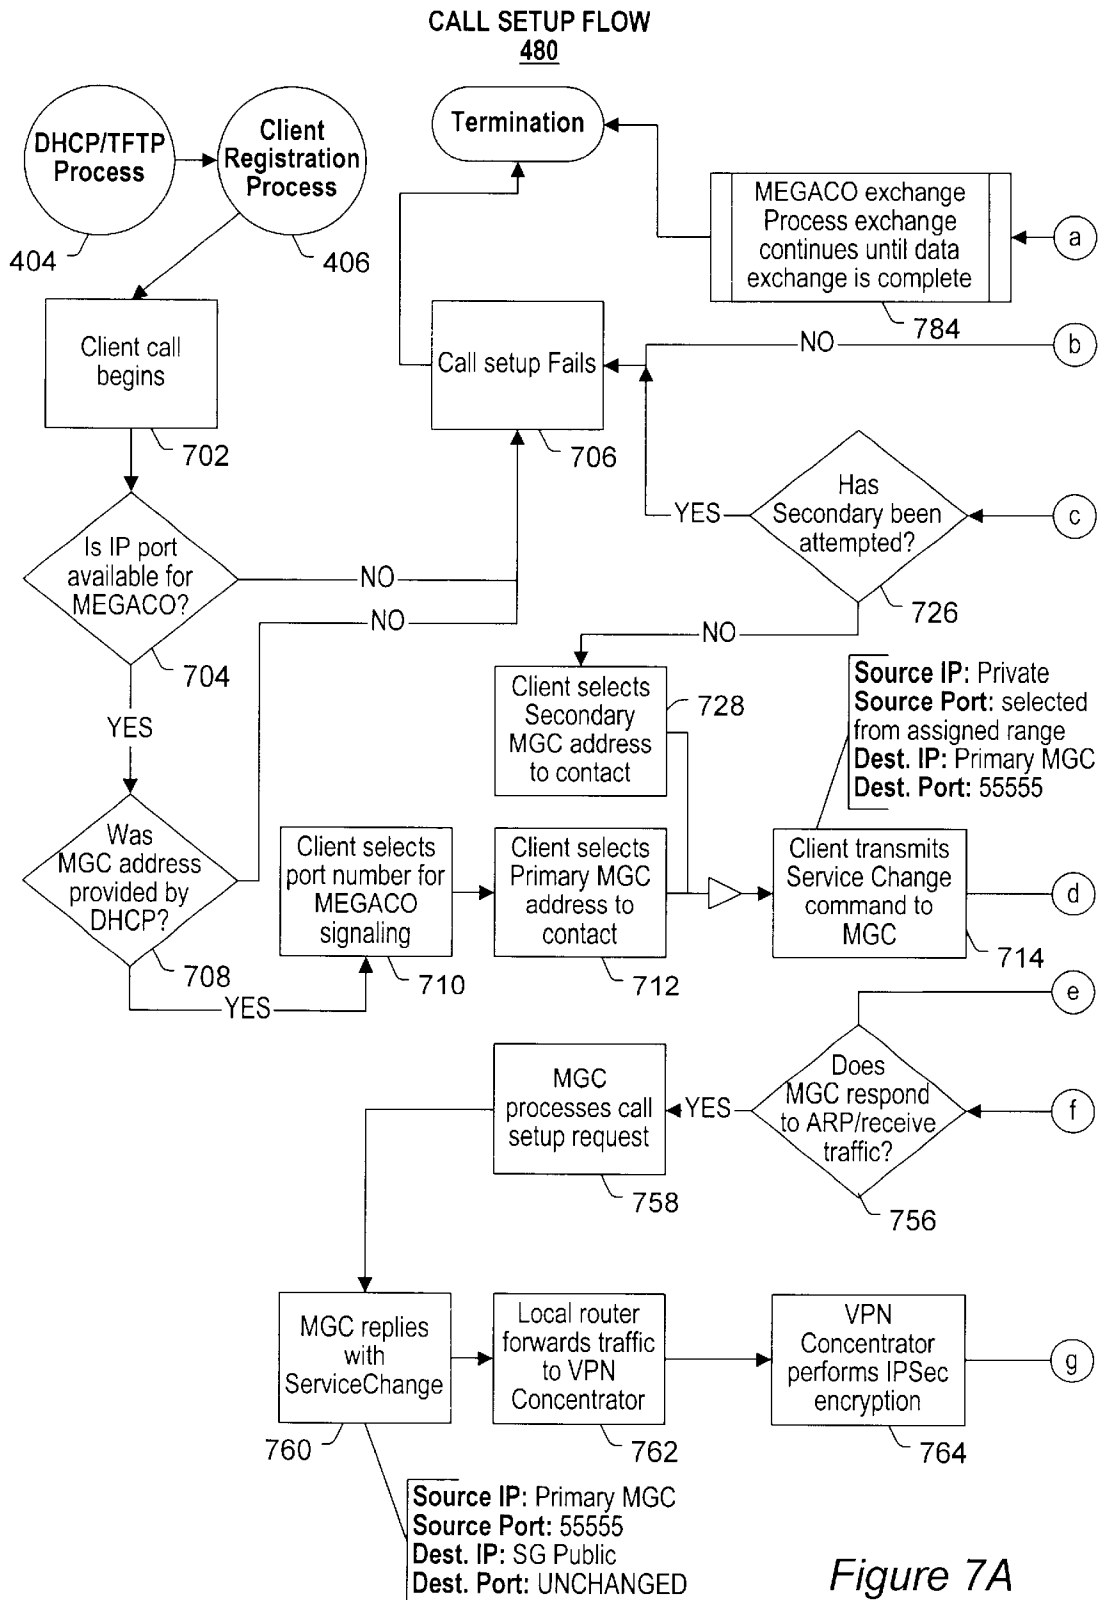 CALL SETUP FLOW
480
DHCP/TFTP
Process
404
Client
Registration
Process
406
Termination
MEGACO exchange
Process exchange
continues until data
exchange is complete
784
a
Client call
begins
702
Call setup Fails
706
NO
b
Has
Secondary been
attempted?
726
YES
c
Is IP port
available for
MEGACO?
704
NO
NO
YES
NO
Client selects
Secondary
MGC address
to contact
728
Source IP: Private
Source Port: selected
from assigned range
Dest. IP: Primary MGC
Dest. Port: 55555
Was
MGC address
provided by
DHCP?
708
YES
Client selects
port number for
MEGACO
signaling
710
Client selects
Primary MGC
address to
contact
712
Client transmits
Service Change
command to
MGC
714
d
e
Does
MGC respond
to ARP/receive
traffic?
756
f
YES
MGC
processes call
setup request
758
MGC replies
with
ServiceChange
760
Local router
forwards traffic
to VPN
Concentrator
762
VPN
Concentrator
performs IPSec
encryption
764
g
Source IP: Primary MGC
Source Port: 55555
Dest. IP: SG Public
Dest. Port: UNCHANGED
Figure 7A